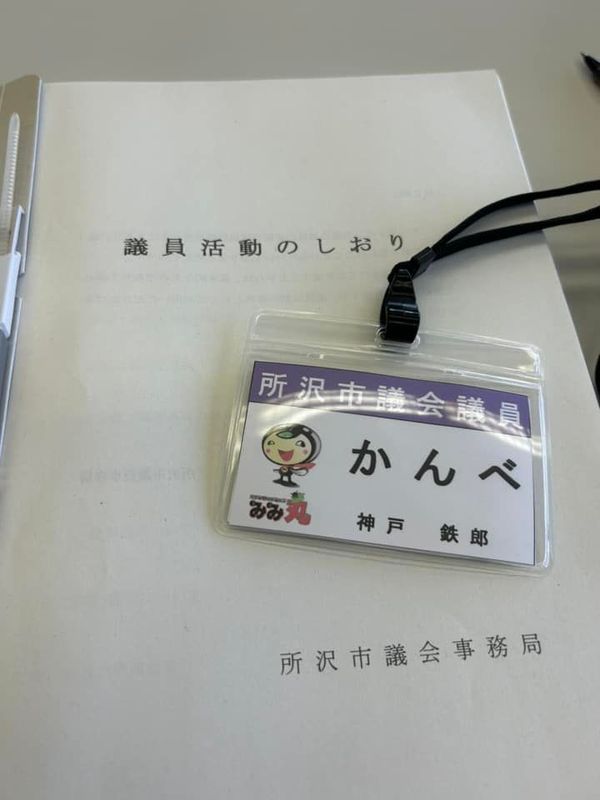 議員活動のしおり
所沢市議会議員
かんべ
みみ丸
神戸 鉄郎
所沢市議会事務局